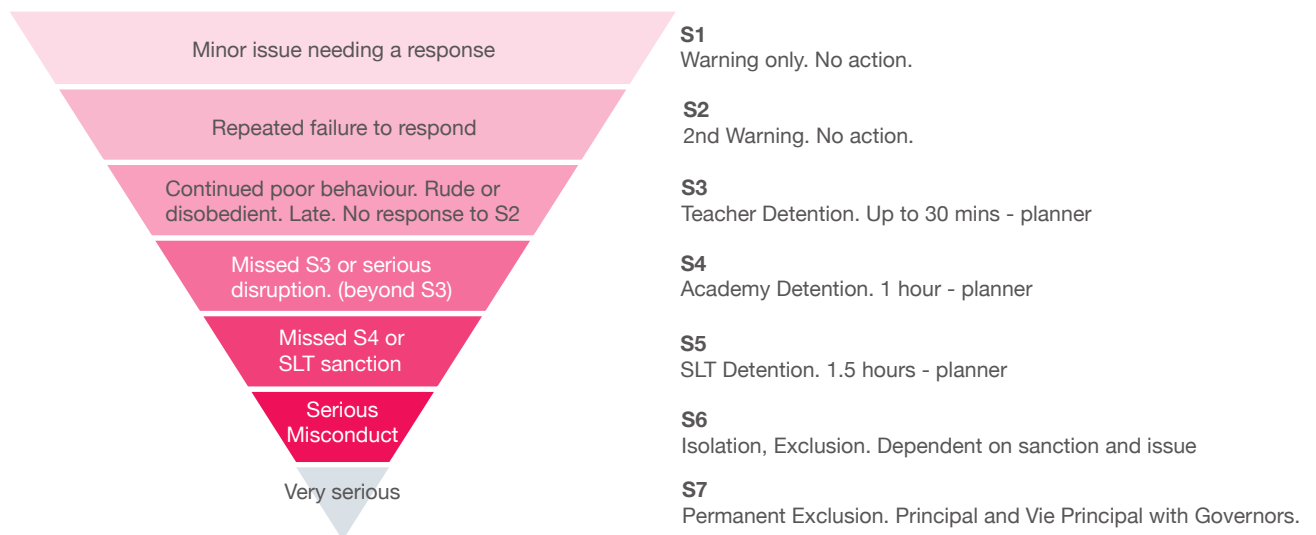 Minor issue needing a response
S1
Warning only. No action.
Repeated failure to respond
S2
2nd Warning. No action.
Continued poor behaviour. Rude or
disobedient. Late. No response to S2
S3
Teacher Detention. Up to 30 mins - planner
Missed S3 or serious
disruption. (beyond S3)
S4
Academy Detention. 1 hour - planner
Missed S4 or
SLT sanction
S5
SLT Detention. 1.5 hours - planner
Serious
Misconduct
S6
Isolation, Exclusion. Dependent on sanction and issue
Very serious
S7
Permanent Exclusion. Principal and Vie Principal with Governors.